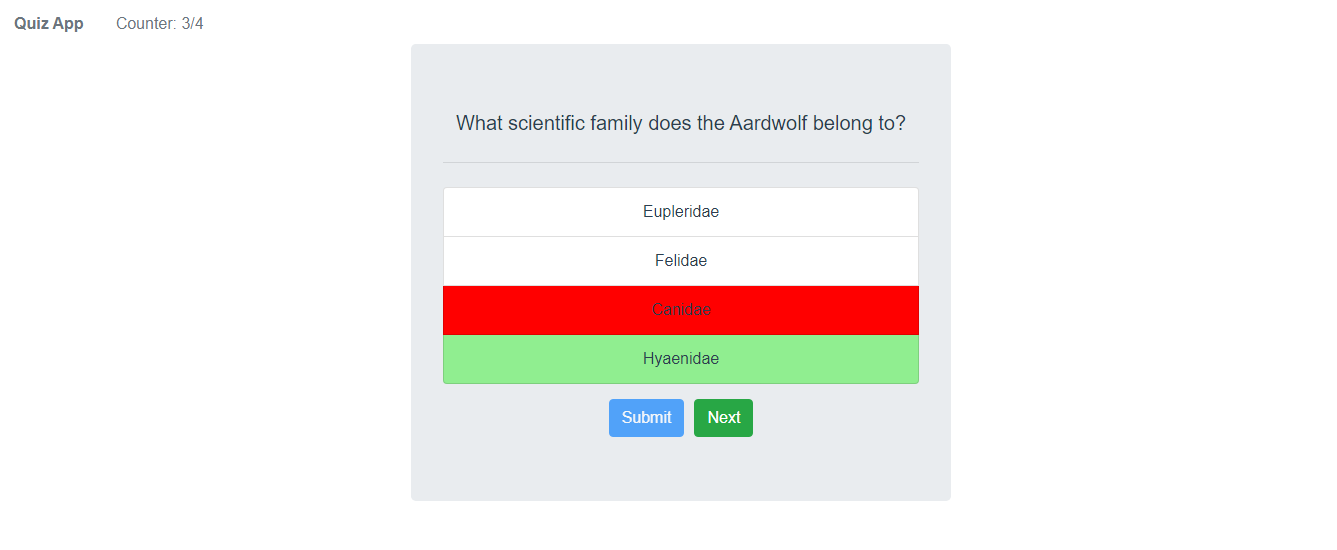 Quiz App Counter: 3/4
What scientific family does the Aardwolf belong to?
Eupleridae
Felidae
Canidae
Hyaenidae
Submit Next